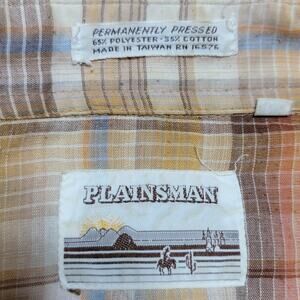 PERMANENTLY PRESSED
65% POLYESTER - 35% COTTON
MADE IN TAIWAN RN 16576
PLAINSMAN